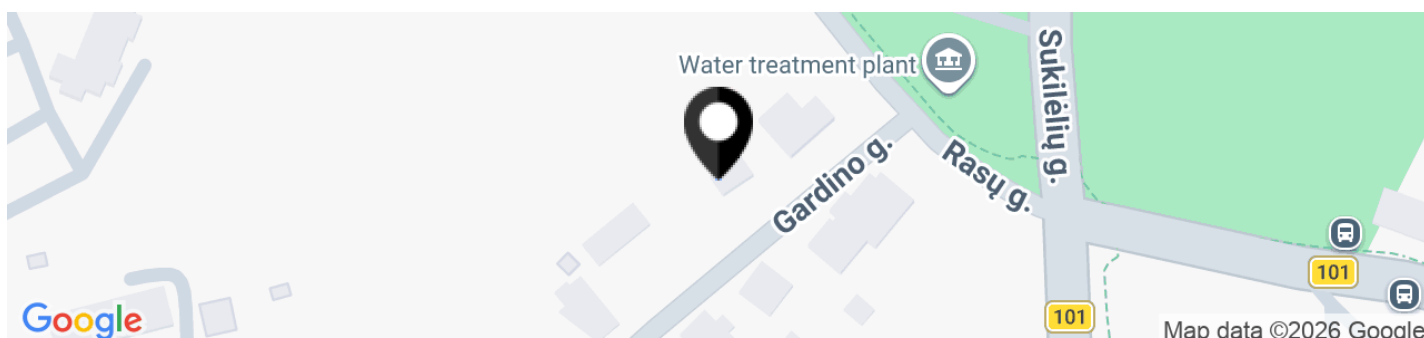 Water treatment plant
Sukilėlių g.
Gardino g.
Rasų g.
101
101
Google
Map data ©2026 Google